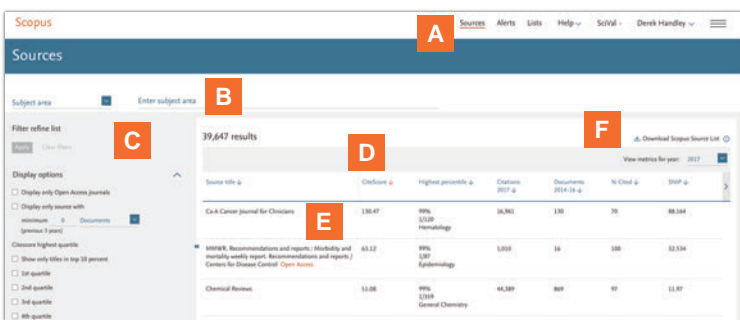 Scopus
A
Sources Alerts Lists Help SciVal Derek Handley
Sources
Subject area Enter subject area
B
Filter refine list
C
Apply Clear filters
39,647 results
F
Download Scopus Source List
D
View metrics for year: 2017
Display options
Source title CiteScore Highest percentile Citations 2017 Documents 2014-16 % Cited SNIP
Display only Open Access journals
Display only source with
minimum 0 Documents
(previous 3 years)
E
Ca-A Cancer Journal for Clinicians 130.47 99% 16,961 130 70 88.164
1/120
Hematology
Citescore highest quartile
Show only titles in top 10 percent
1st quartile
2nd quartile
3rd quartile
4th quartile
MMWR. Recommendations and reports : Morbidity and 63.12 99% 1,010 16 100 32.534
mortality weekly report. Recommendations and reports / 1/87
Centers for Disease Control Open Access Epidemiology
Chemical Reviews 51.08 99% 44,389 869 97 11.97
1/359
General Chemistry